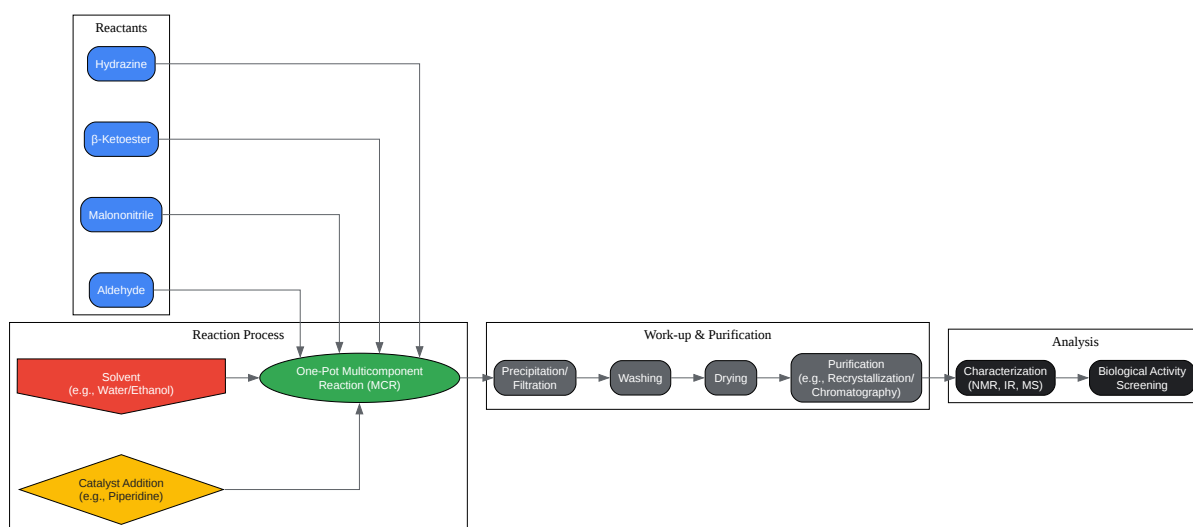 Reactants
Hydrazine
β-Ketoester
Malononitrile
Aldehyde
Reaction Process
Solvent
(e.g., Water/Ethanol)
One-Pot Multicomponent
Reaction (MCR)
Catalyst Addition
(e.g., Piperidine)
Work-up & Purification
Precipitation/
Filtration
Washing
Drying
Purification
(e.g., Recrystallization/
Chromatography)
Analysis
Characterization
(NMR, IR, MS)
Biological Activity
Screening